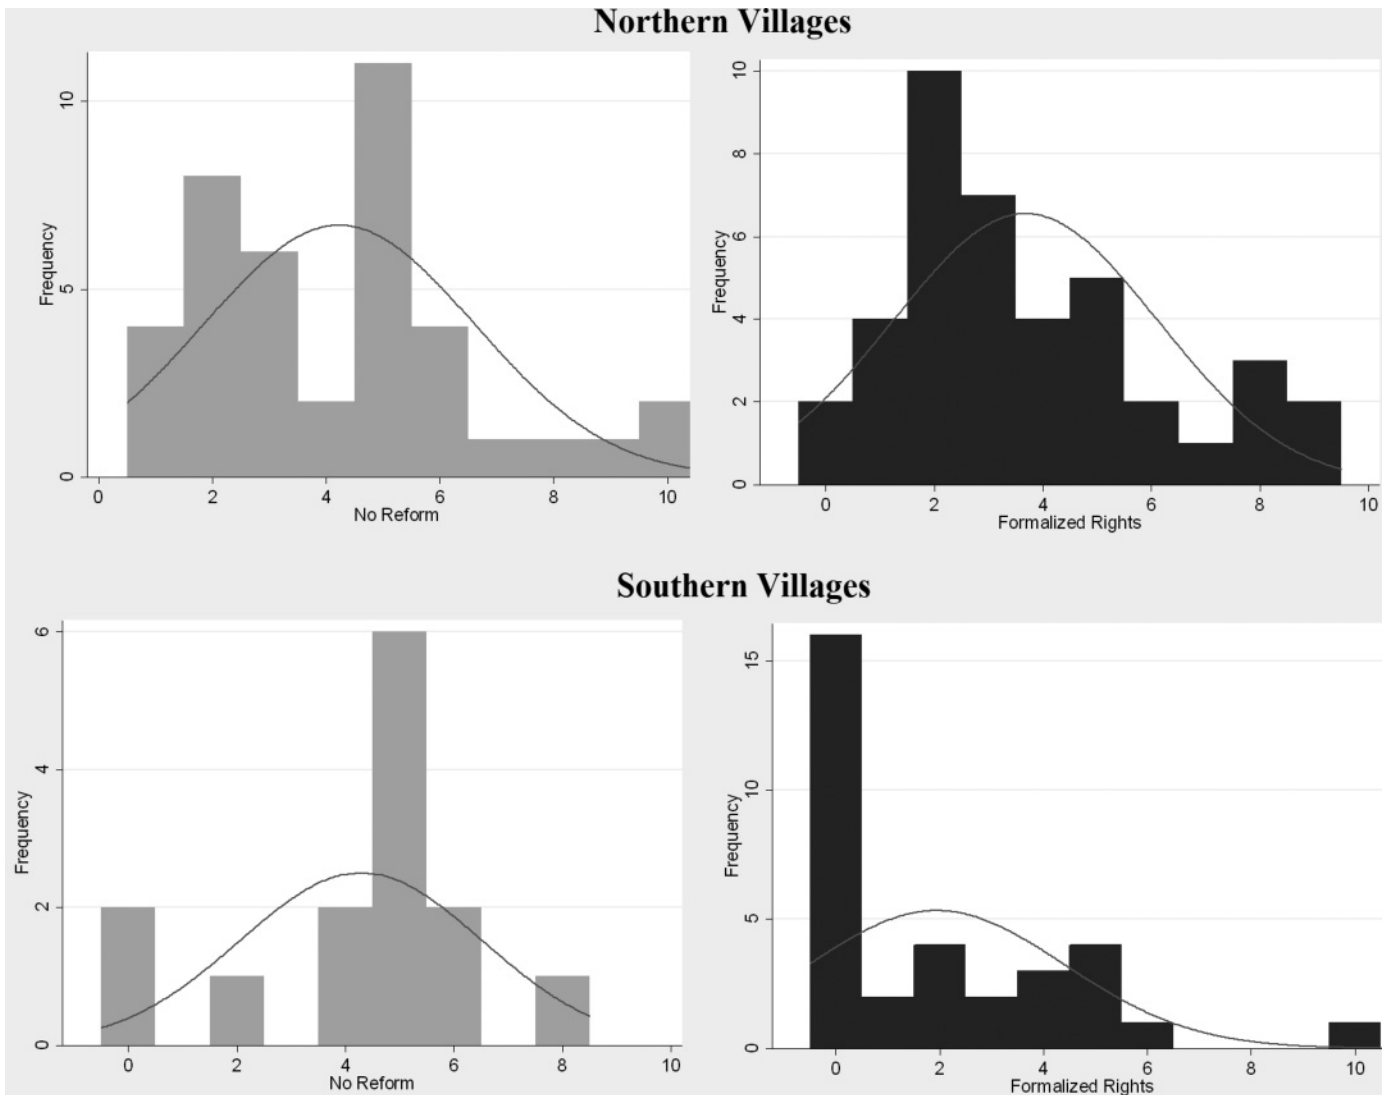 Northern Villages
Frequency
0 5 10
0 2 4 6 8 10
No Reform
Frequency
0 2 4 6 8 10
0 2 4 6 8 10
Formalized Rights
Southern Villages
Frequency
0 2 4 6
0 2 4 6 8 10
No Reform
Frequency
0 5 10 15
0 2 4 6 8 10
Formalized Rights